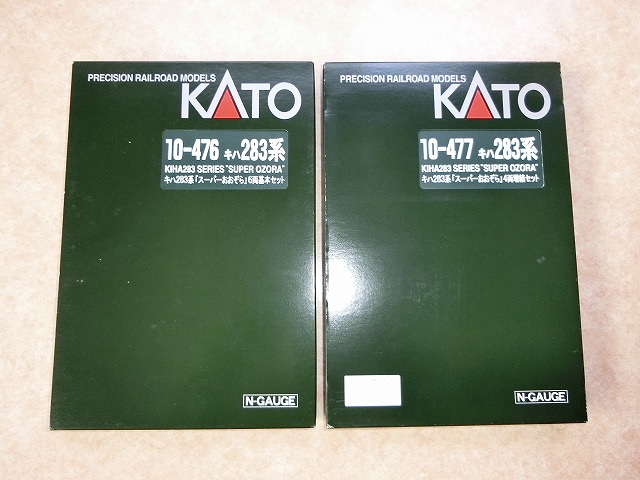 PRECISION RAILROAD MODELS
KATO
10-476 キハ283系
KIHA283 SERIES "SUPER OZORA"
キハ283系「スーパーおおぞら」6両基本セット
N-GAUGE
PRECISION RAILROAD MODELS
KATO
10-477 キハ283系
KIHA283 SERIES "SUPER OZORA"
キハ283系「スーパーおおぞら」4両増結セット
N-GAUGE